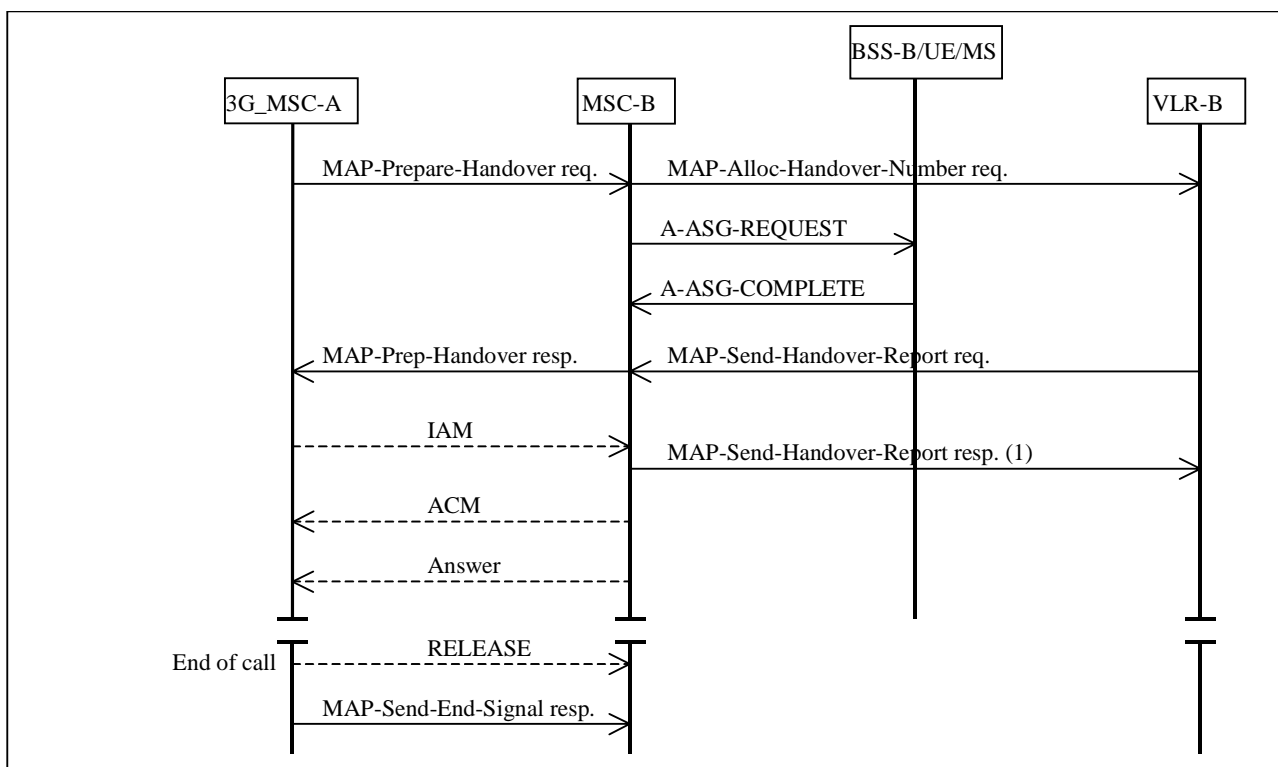 BSS-B/UE/MS
3G_MSC-A
MSC-B
VLR-B
MAP-Prepare-Handover req.
MAP-Alloc-Handover-Number req.
A-ASG-REQUEST
A-ASG-COMPLETE
MAP-Prep-Handover resp.
MAP-Send-Handover-Report req.
IAM
MAP-Send-Handover-Report resp. (1)
ACM
Answer
RELEASE
End of call
MAP-Send-End-Signal resp.